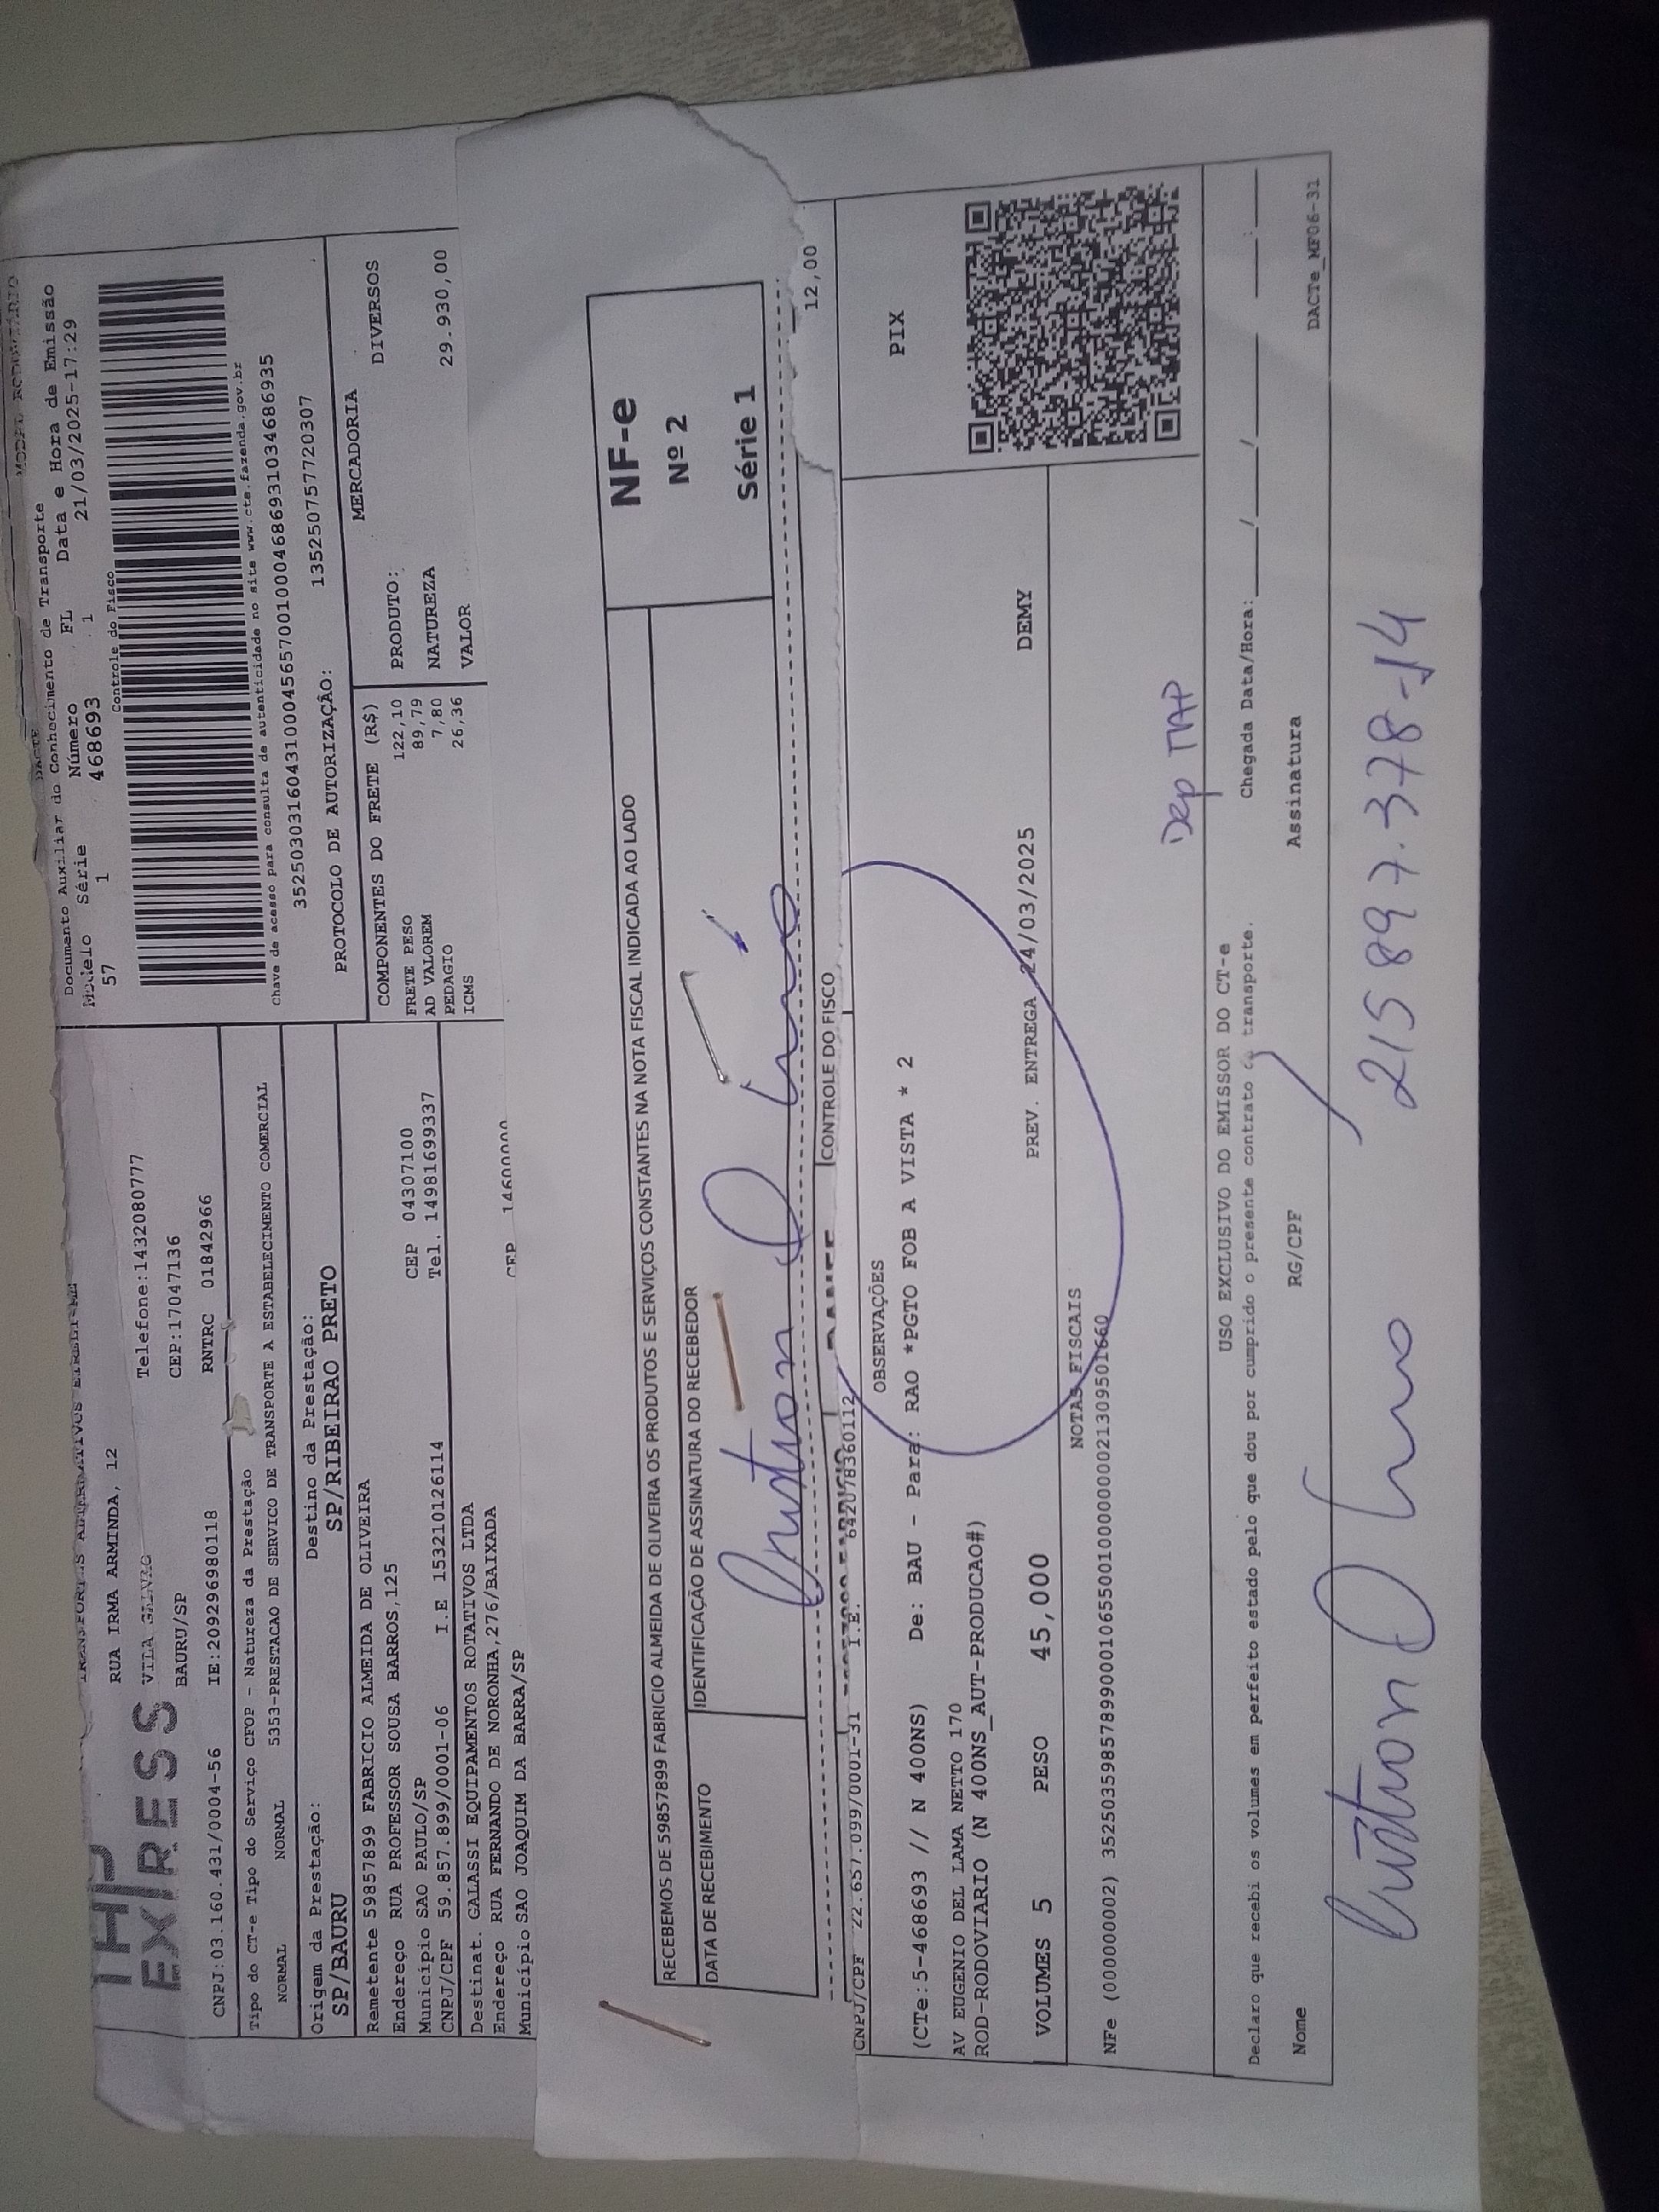 DACTE
MODAL RODOVIÁRIO
Documento Auxiliar do Conhecimento de Transporte
Modelo Série Número FL Data e Hora de Emissão
57 1 468693 1 21/03/2025-17:29
Controle do Fisco
Chave de acesso para consulta de autenticidade no site www.cte.fazenda.gov.br
35250303160431000456570010004686931034686935
PROTOCOLO DE AUTORIZAÇÃO: 135250757720307
THP
EXPRESS
RUA IRMA ARMINDA, 12
VILA GALVAO
BAURU/SP
Telefone:1432080777
CEP:17047136
CNPJ:03.160.431/0004-56 IE:209296980118 RNTRC 01842966
Tipo do CT-e Tipo do Serviço CFOP - Natureza da Prestação
NORMAL NORMAL 5353-PRESTACAO DE SERVICO DE TRANSPORTE A ESTABELECIMENTO COMERCIAL
Origem da Prestação: Destino da Prestação:
SP/BAURU SP/RIBEIRAO PRETO
Remetente 59857899 FABRICIO ALMEIDA DE OLIVEIRA
Endereço RUA PROFESSOR SOUSA BARROS,125
Município SAO PAULO/SP CEP 04307100
CNPJ/CPF 59.857.899/0001-06 I.E 153210126114 Tel. 14981699337
Destinat. GALASSI EQUIPAMENTOS ROTATIVOS LTDA
Endereço RUA FERNANDO DE NORONHA,276/BAIXADA
Município SAO JOAQUIM DA BARRA/SP CEP 14600000
COMPONENTES DO FRETE (R$)
FRETE PESO 122,10
AD VALOREM 89,79
PEDAGIO 7,80
ICMS 26,36
MERCADORIA
PRODUTO: DIVERSOS
NATUREZA
VALOR 29.930,00
RECEBEMOS DE 59857899 FABRICIO ALMEIDA DE OLIVEIRA OS PRODUTOS E SERVIÇOS CONSTANTES NA NOTA FISCAL INDICADA AO LADO
DATA DE RECEBIMENTO IDENTIFICAÇÃO DE ASSINATURA DO RECEBEDOR
NF-e
Nº 2
Série 1
12,00
CONTROLE DO FISCO
CNPJ/CPF 22.657.099/0001-31 I.E. 642078360112
OBSERVAÇÕES
PIX
(CTe:5-468693 // N 400NS) De: BAU - Para: RAO *PGTO FOB A VISTA * 2
AV EUGENIO DEL LAMA NETTO 170
ROD-RODOVIARIO (N 400NS_AUT-PRODUCAO#)
VOLUMES 5 PESO 45,000 PREV. ENTREGA 24/03/2025 DEMY
NOTAS FISCAIS
NFe (000000002) 35250359857899000106550010000000021309501660
Dep
USO EXCLUSIVO DO EMISSOR DO CT-e
Declaro que recebi os volumes em perfeito estado pelo que dou por cumprido o presente contrato de transporte. Chegada Data/Hora:___/___/______ ___:___
Nome RG/CPF Assinatura
DACTe_MF06-31
215 897.378-14